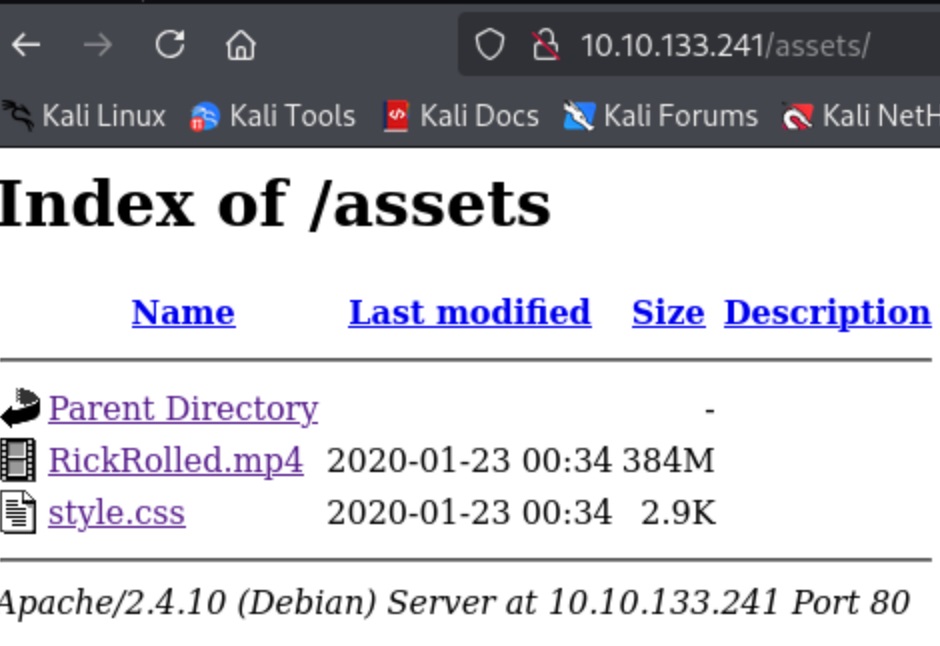 10.10.133.241/assets/
Kali Linux Kali Tools Kali Docs Kali Forums Kali NetH
Index of /assets
Name Last modified Size Description
Parent Directory -
RickRolled.mp4 2020-01-23 00:34 384M
style.css 2020-01-23 00:34 2.9K
Apache/2.4.10 (Debian) Server at 10.10.133.241 Port 80